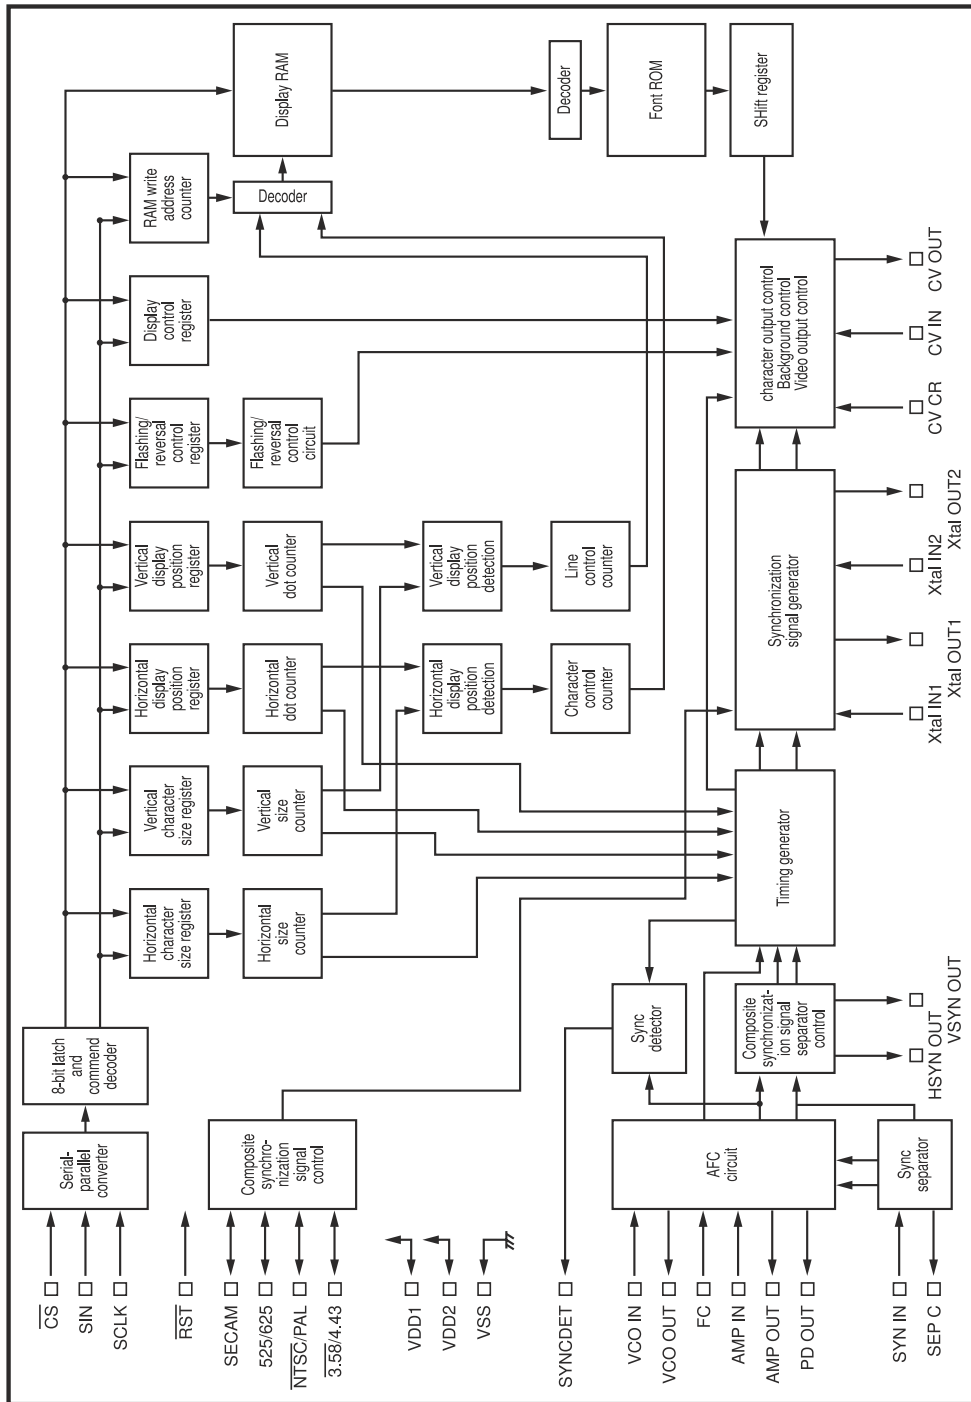 CS
SIN
SCLK
RST
SECAM
525/625
NTSC/PAL
3.58/4.43
VDD1
VDD2
VSS
SYNCDET
VCO IN
VCO OUT
FC
AMP IN
AMP OUT
PD OUT
SYN IN
SEP C
Serial-
parallel
converter
Composite
synchro-
nization
signal
control
AFC
circuit
Sync
separator
8-bit latch
and
commend
decoder
Sync
detector
Composite
synchronizat-
ion signal
separator
control
HSYN OUT
VSYN OUT
Horizontal
character
size register
Horizontal
size
counter
Timing generator
Vertical
character
size register
Vertical
size
counter
Horizontal
display
position
register
Horizontal
dot counter
Horizontal
display
position
detection
Character
control
counter
Synchronization
signal generator
Xtal IN1
Xtal OUT1
Xtal IN2
Xtal OUT2
Vertical
display
position
register
Vertical
dot counter
Vertical
display
position
detection
Line
control
counter
Flashing/
reversal
control
register
Flashing/
reversal
control
circuit
Display
control
register
character output control
Background control
Video output control
CV CR
CV IN
CV OUT
RAM write
address
counter
Decoder
Display RAM
Decoder
Font ROM
SHift register